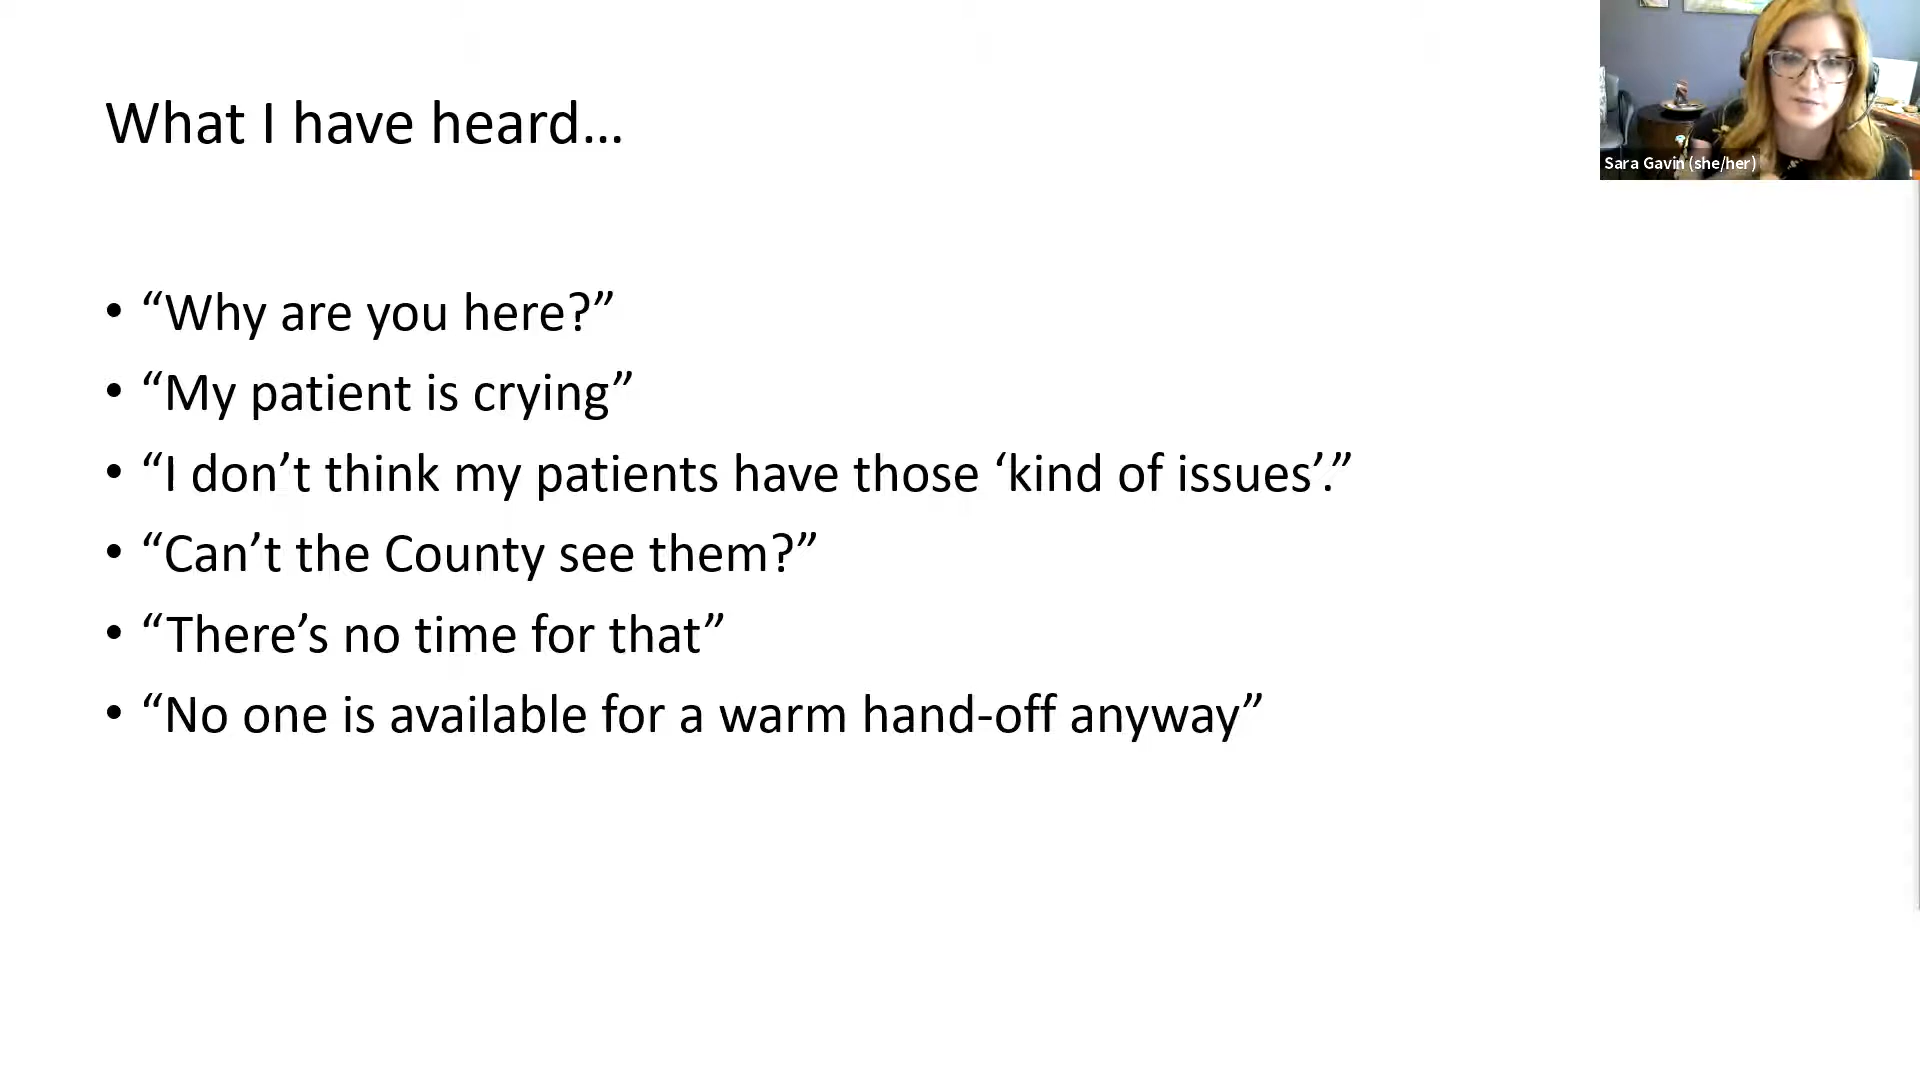 What I have heard...
• “Why are you here?”
• “My patient is crying”
• “I don’t think my patients have those ‘kind of issues’.”
• “Can’t the County see them?”
• “There’s no time for that”
• “No one is available for a warm hand-off anyway”
Sara Gavin (she/her)